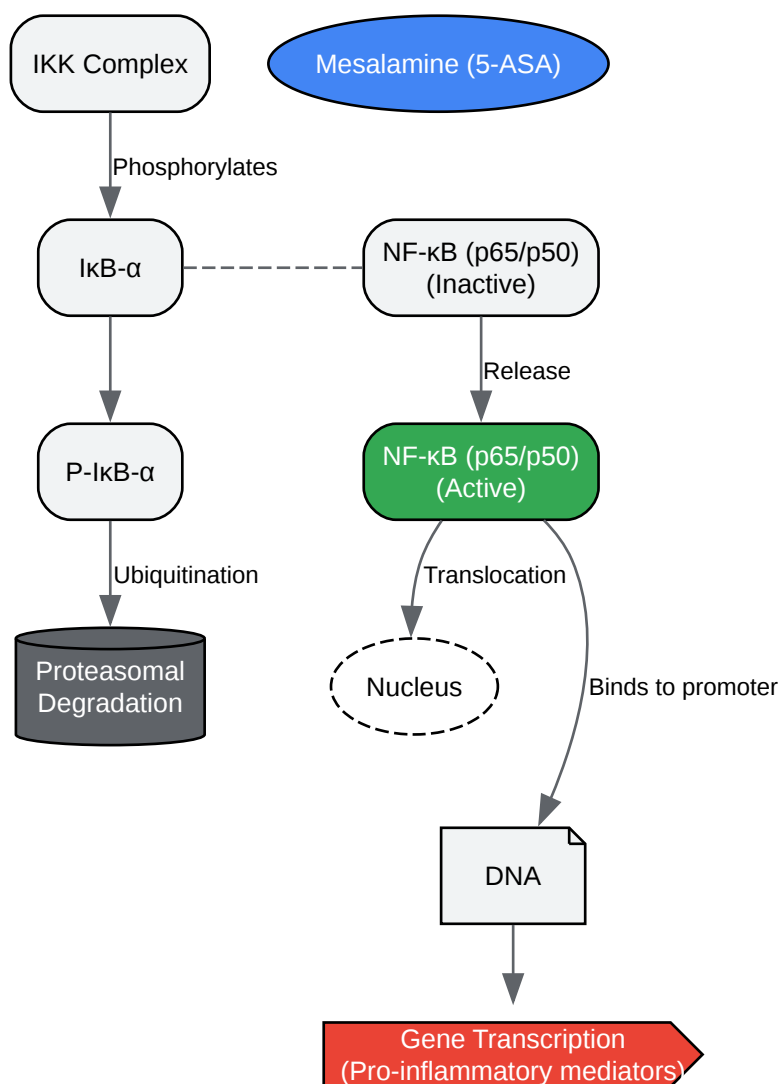 IKK Complex
Mesalamine (5-ASA)
Phosphorylates
IκB-α
NF-κB (p65/p50)
(Inactive)
Release
P-IκB-α
NF-κB (p65/p50)
(Active)
Ubiquitination
Translocation
Proteasomal
Degradation
Nucleus
Binds to promoter
DNA
Gene Transcription
(Pro-inflammatory mediators)